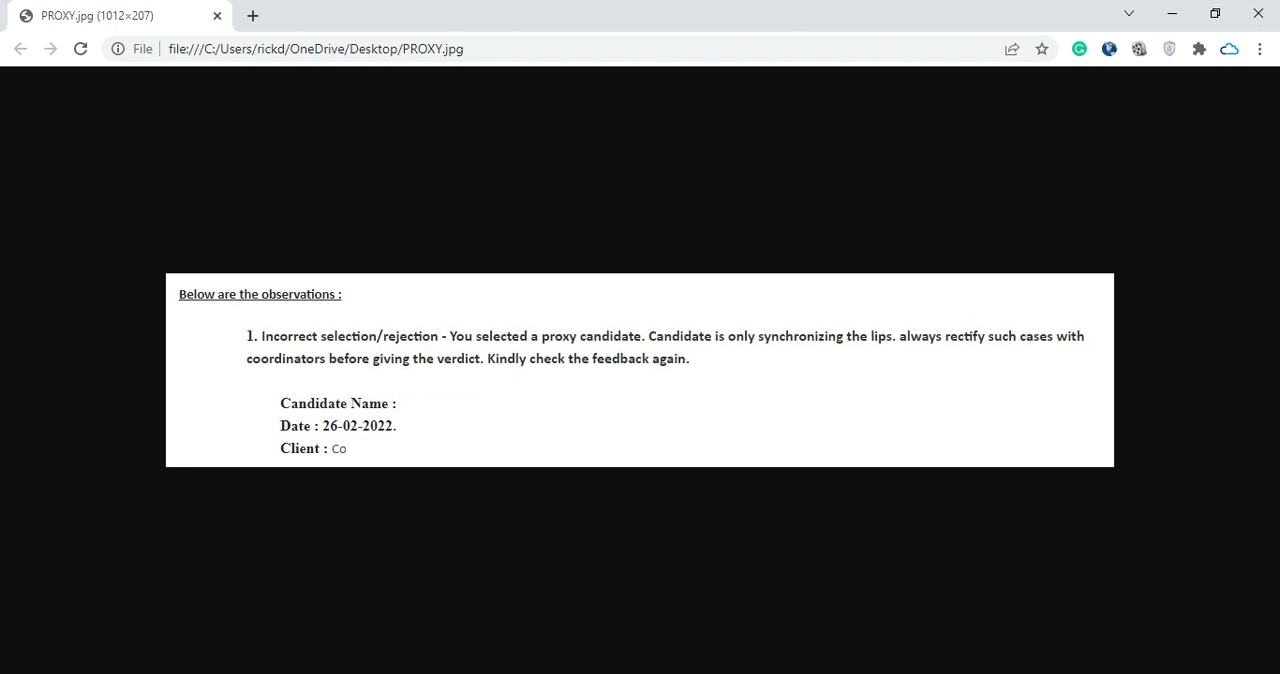 PROXY.jpg (1012×207)
File
file:///C:/Users/rickd/OneDrive/Desktop/PROXY.jpg
Below are the observations :
1. Incorrect selection/rejection - You selected a proxy candidate. Candidate is only synchronizing the lips. always rectify such cases with
coordinators before giving the verdict. Kindly check the feedback again.
Candidate Name :
Date : 26-02-2022.
Client : Co